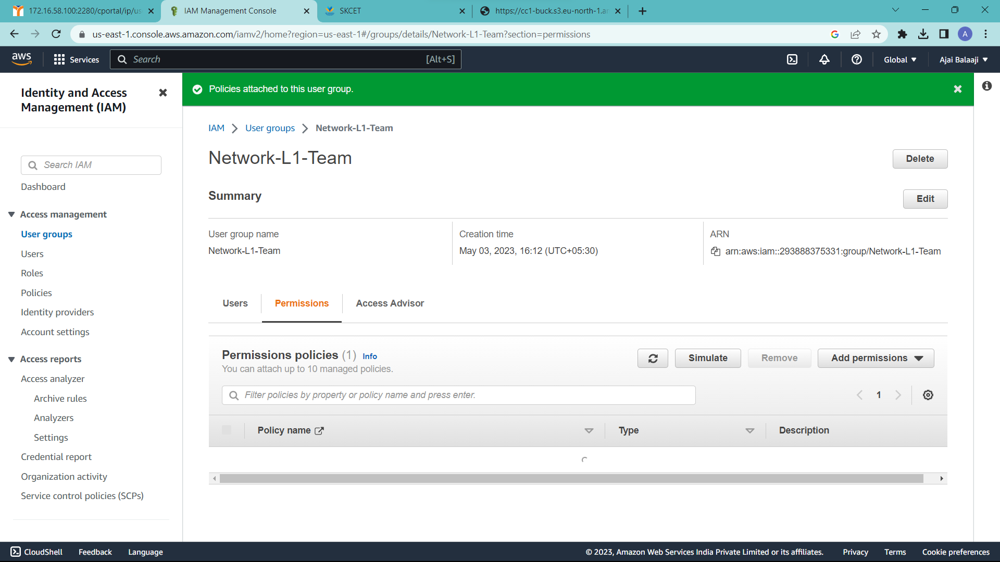 172.16.58.100:2280/cportal/ip/us
IAM Management Console
SKCET
https://cc1-buck.s3.eu-north-1.am
us-east-1.console.aws.amazon.com/iamv2/home?region=us-east-1#/groups/details/Network-L1-Team?section=permissions
A
aws
Services
Search
[Alt+S]
Global
Ajai Balaaji
Identity and Access
Management (IAM)
Policies attached to this user group.
Search IAM
Dashboard
Access management
User groups
Users
Roles
Policies
Identity providers
Account settings
Access reports
Access analyzer
Archive rules
Analyzers
Settings
Credential report
Organization activity
Service control policies (SCPs)
IAM > User groups > Network-L1-Team
Network-L1-Team
Delete
Summary
Edit
User group name
Network-L1-Team
Creation time
May 03, 2023, 16:12 (UTC+05:30)
ARN
arn:aws:iam::293888375331:group/Network-L1-Team
Users
Permissions
Access Advisor
Permissions policies (1) Info
You can attach up to 10 managed policies.
Simulate
Remove
Add permissions
Filter policies by property or policy name and press enter.
1
Policy name
Type
Description
CloudShell
Feedback
Language
© 2023, Amazon Web Services India Private Limited or its affiliates.
Privacy
Terms
Cookie preferences